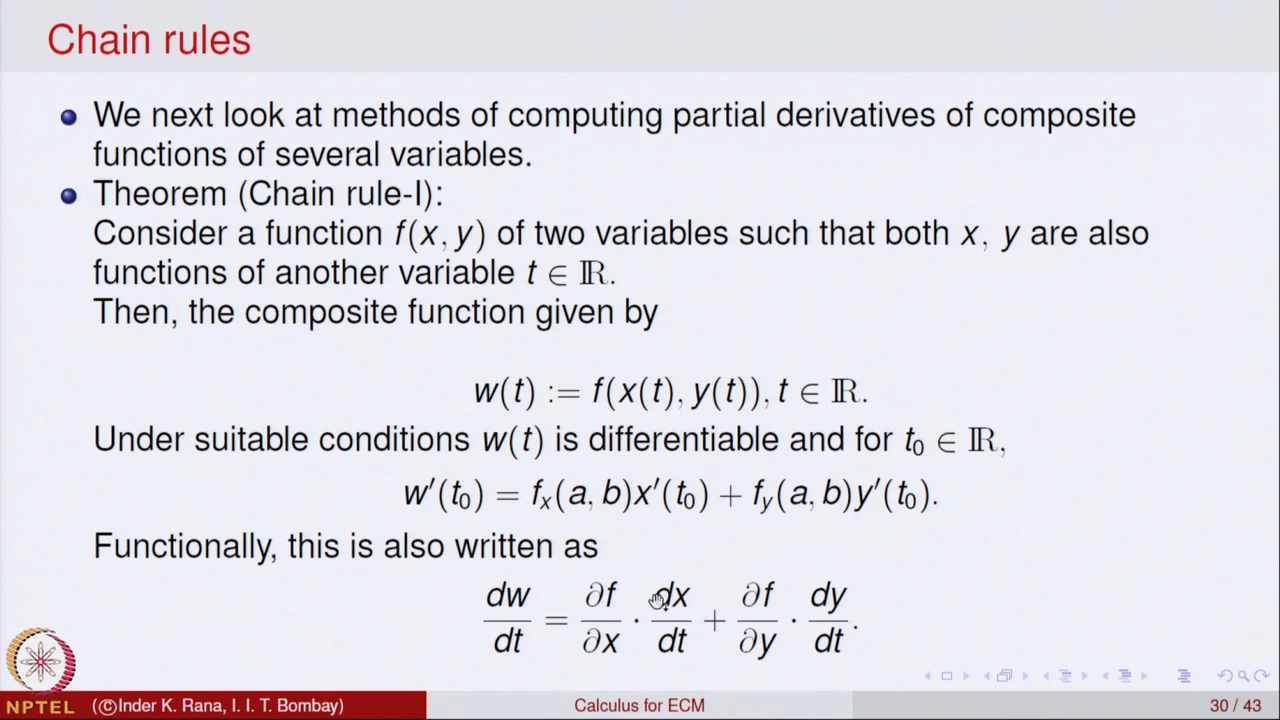 Chain rules
We next look at methods of computing partial derivatives of composite
functions of several variables.
Theorem (Chain rule-I):
Consider a function f(x, y) of two variables such that both x, y are also
functions of another variable t ∈ ℝ.
Then, the composite function given by
w(t) := f(x(t), y(t)), t ∈ ℝ.
Under suitable conditions w(t) is differentiable and for t₀ ∈ ℝ,
w′(t₀) = fₓ(a, b)x′(t₀) + f_y(a, b)y′(t₀).
Functionally, this is also written as
dw/dt = ∂f/∂x · dx/dt + ∂f/∂y · dy/dt.
NPTEL (©Inder K. Rana, I. I. T. Bombay) Calculus for ECM 30 / 43